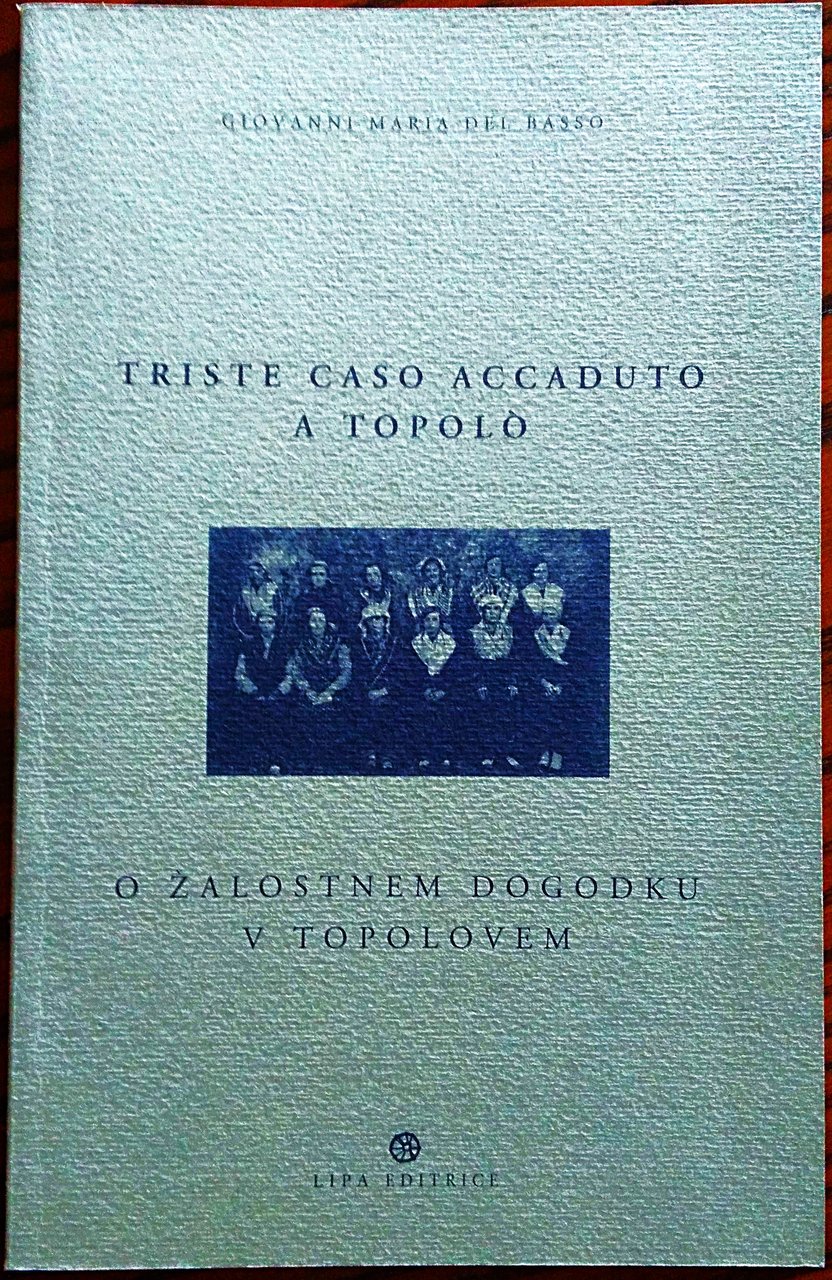 GIOVANNI MARIA DEL BASSO
TRISTE CASO ACCADUTO
A TOPOLÒ
O ŽALOSTNEM DOGODKU
V TOPOLOVEM
LIPA EDITRICE